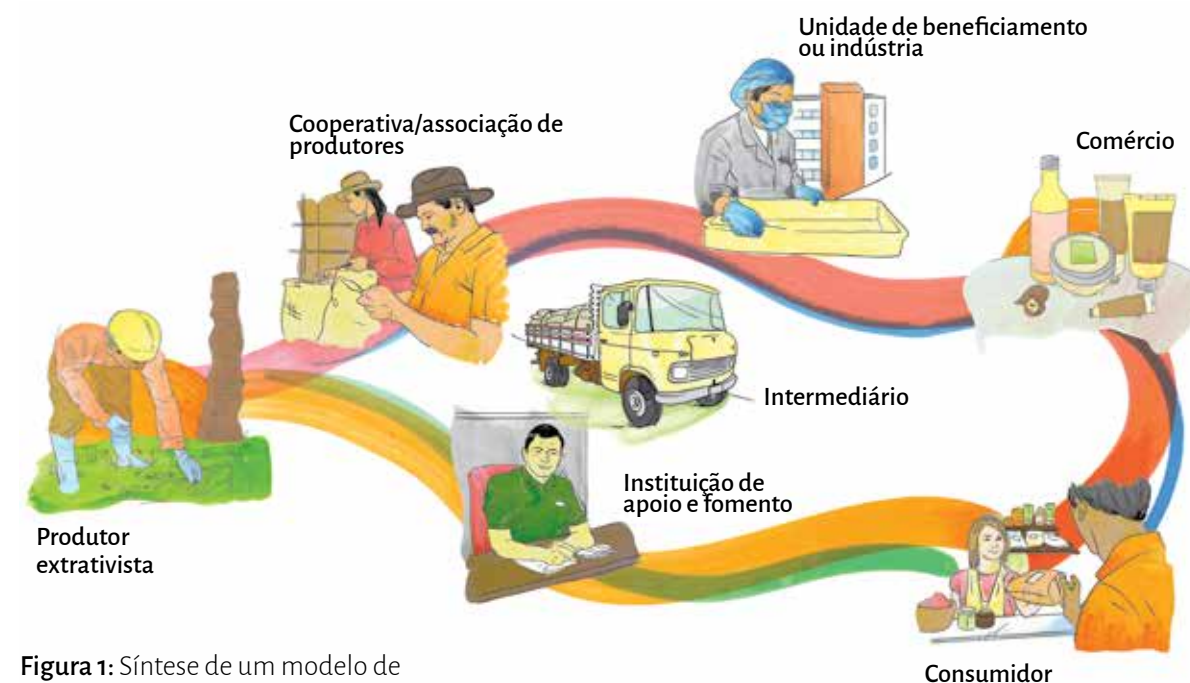 Unidade de beneficiamento
ou indústria
Cooperativa/associação de
produtores
Comércio
Intermediário
Instituição de
apoio e fomento
Produtor
extrativista
Figura 1: Síntese de um modelo de
Consumidor